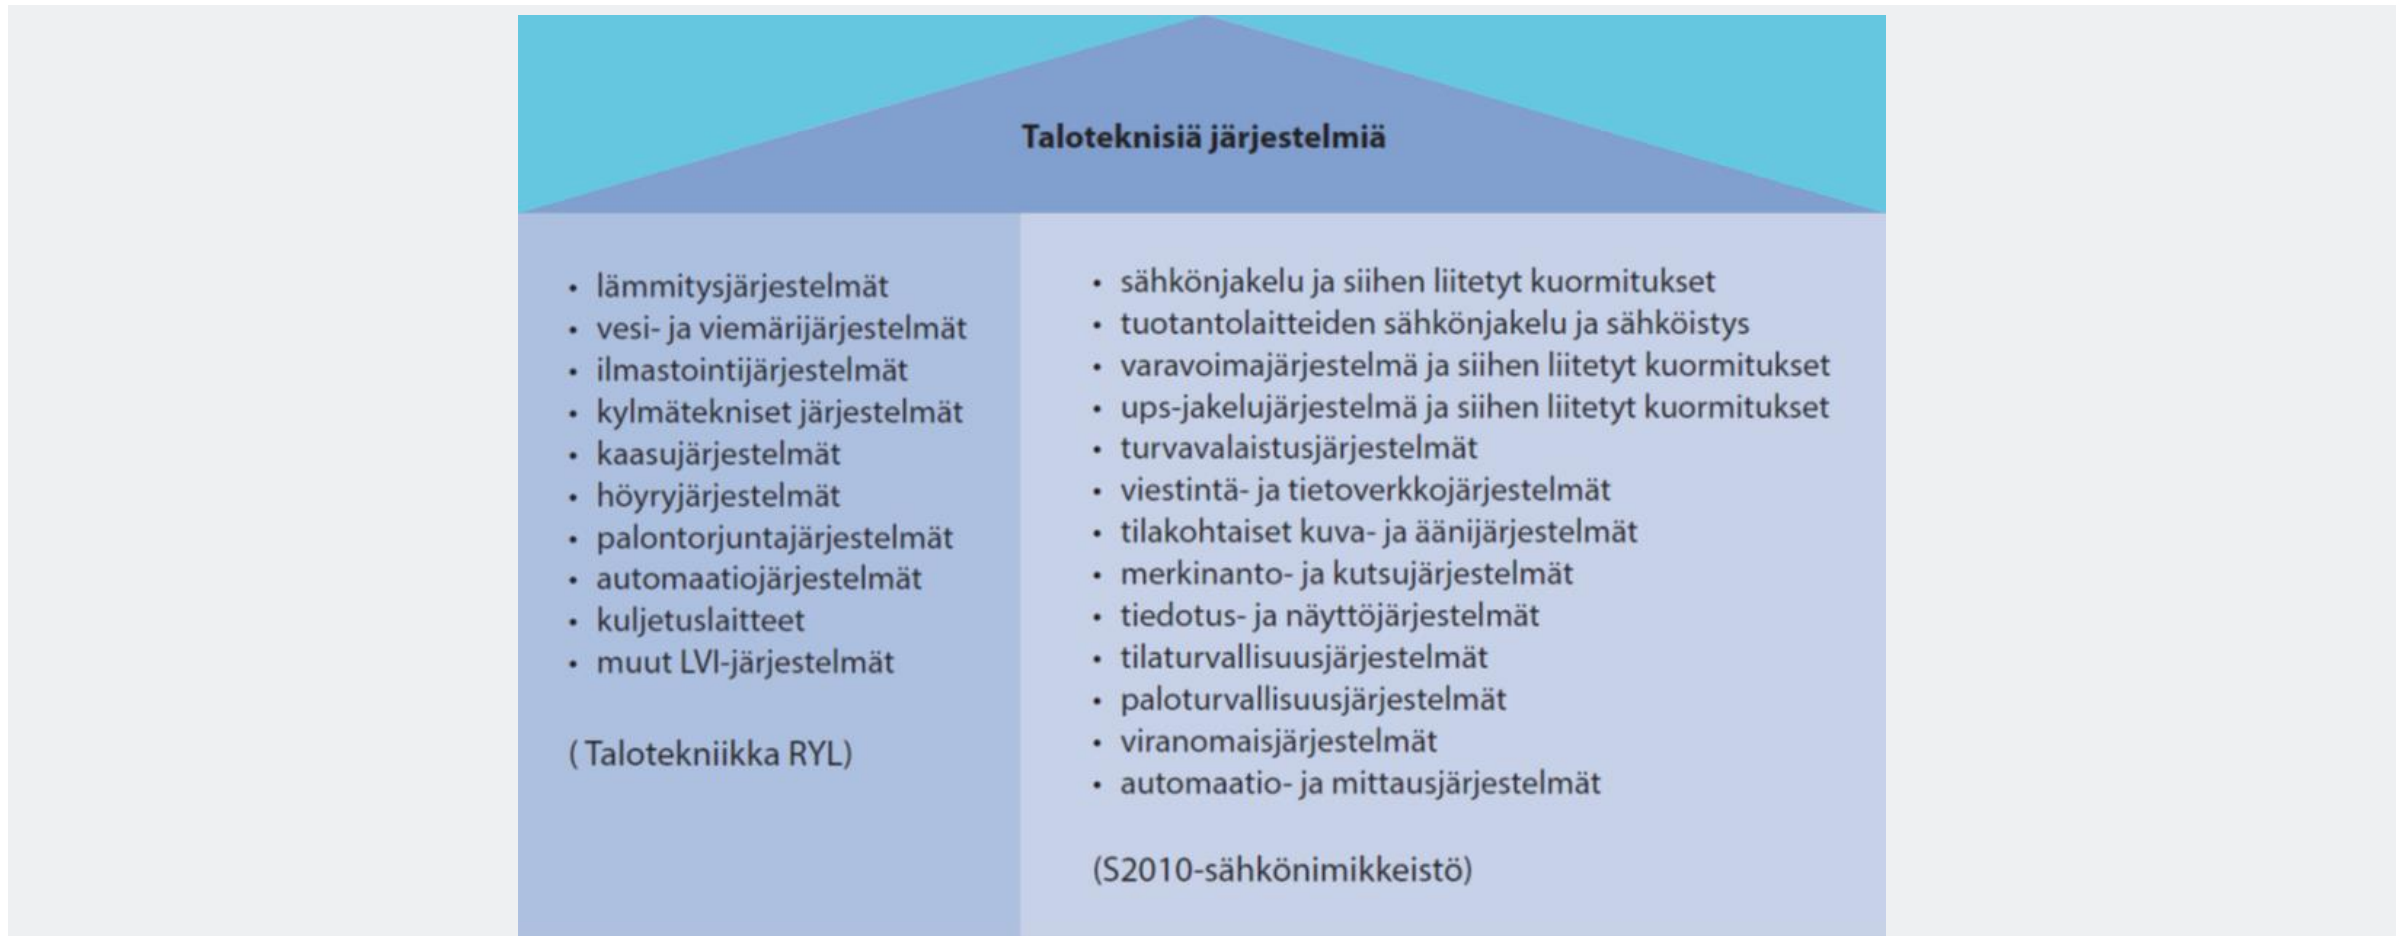 Taloteknisiä järjestelmiä
• lämmitysjärjestelmät
• vesi- ja viemärijärjestelmät
• ilmastointijärjestelmät
• kylmätekniset järjestelmät
• kaasujärjestelmät
• höyryjärjestelmät
• palontorjuntajärjestelmät
• automaatiojärjestelmät
• kuljetuslaitteet
• muut LVI-järjestelmät
( Talotekniikka RYL)
• sähkönjakelu ja siihen liitetyt kuormitukset
• tuotantolaitteiden sähkönjakelu ja sähköistys
• varavoimajärjestelmä ja siihen liitetyt kuormitukset
• ups-jakelujärjestelmä ja siihen liitetyt kuormitukset
• turvavalaistusjärjestelmät
• viestintä- ja tietoverkkojärjestelmät
• tilakohtaiset kuva- ja äänijärjestelmät
• merkinanto- ja kutsujärjestelmät
• tiedotus- ja näyttöjärjestelmät
• tilaturvallisuusjärjestelmät
• paloturvallisuusjärjestelmät
• viranomaisjärjestelmät
• automaatio- ja mittausjärjestelmät
(S2010-sähkönimikkeistö)